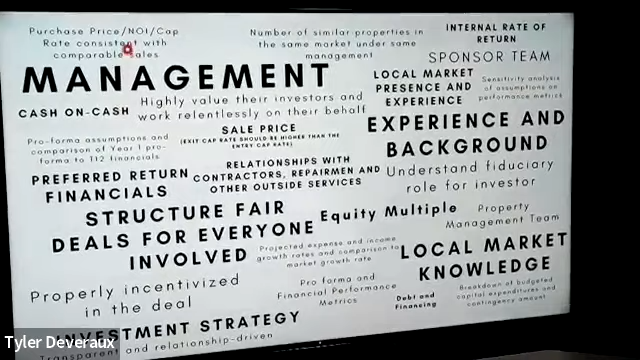 Purchase Price/NOI/Cap
Rate consistent with
comparable sales
Number of similar properties in
the same market under same
management
INTERNAL RATE OF
RETURN
SPONSOR TEAM
MANAGEMENT
LOCAL MARKET
PRESENCE AND
EXPERIENCE
Sensitivity analysis
of assumptions on
performance metrics
CASH ON-CASH
Highly value their investors and
work relentlessly on their behalf
Pro-forma assumptions and
comparison of Year 1 pro-
forma to T12 financials
SALE PRICE
(EXIT CAP RATE SHOULD BE HIGHER THAN THE
ENTRY CAP RATE)
EXPERIENCE AND
BACKGROUND
PREFERRED RETURN
FINANCIALS
RELATIONSHIPS WITH
CONTRACTORS, REPAIRMEN AND
OTHER OUTSIDE SERVICES
Understand fiduciary
role for investor
STRUCTURE FAIR
DEALS FOR EVERYONE
INVOLVED
Equity Multiple
Property
Management Team
Projected expense and income
growth rates and comparison to
market growth rate
LOCAL MARKET
KNOWLEDGE
Properly incentivized
in the deal
Pro forma and
Financial Performance
Metrics
Debt and
Financing
Breakdown of budgeted
capital expenditures and
contingency amount
INVESTMENT STRATEGY
Transparent and relationship-driven
Tyler Deveraux